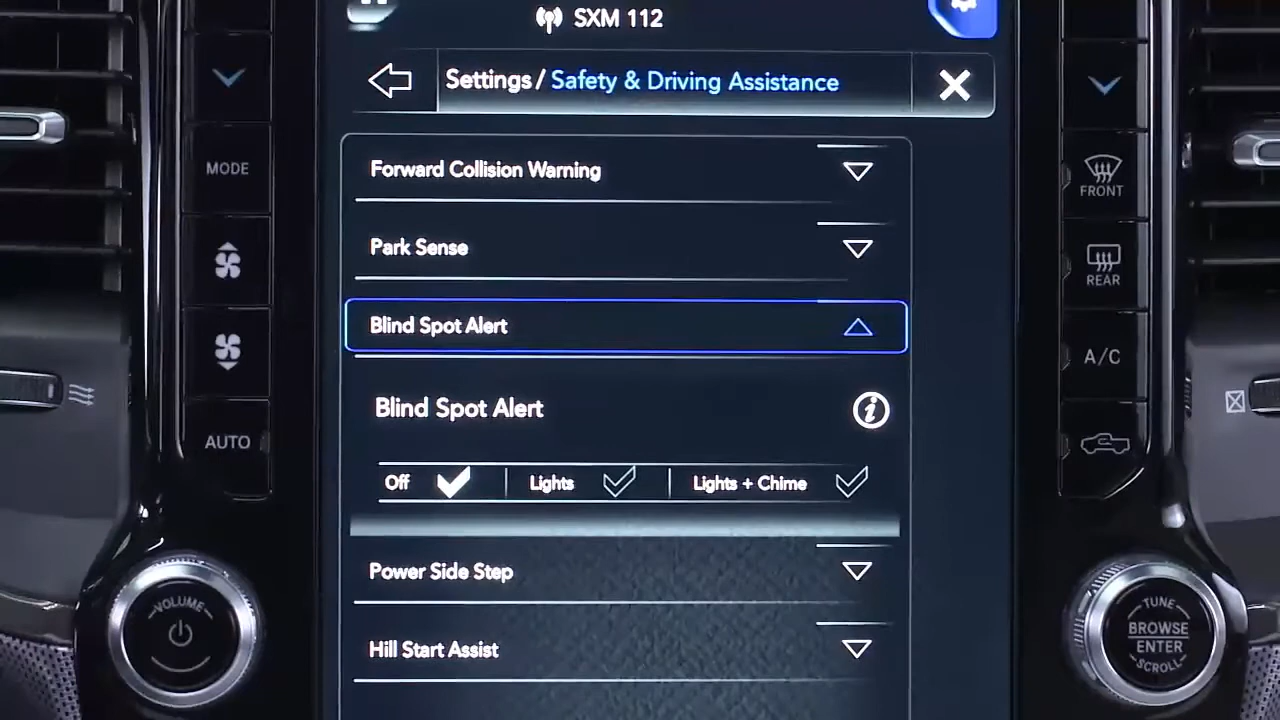 SXM 112
Settings / Safety & Driving Assistance
Forward Collision Warning
Park Sense
Blind Spot Alert
Blind Spot Alert
Off
Lights
Lights + Chime
Power Side Step
Hill Start Assist
MODE
AUTO
VOLUME
FRONT
REAR
A/C
TUNE
BROWSE
ENTER
SCROLL